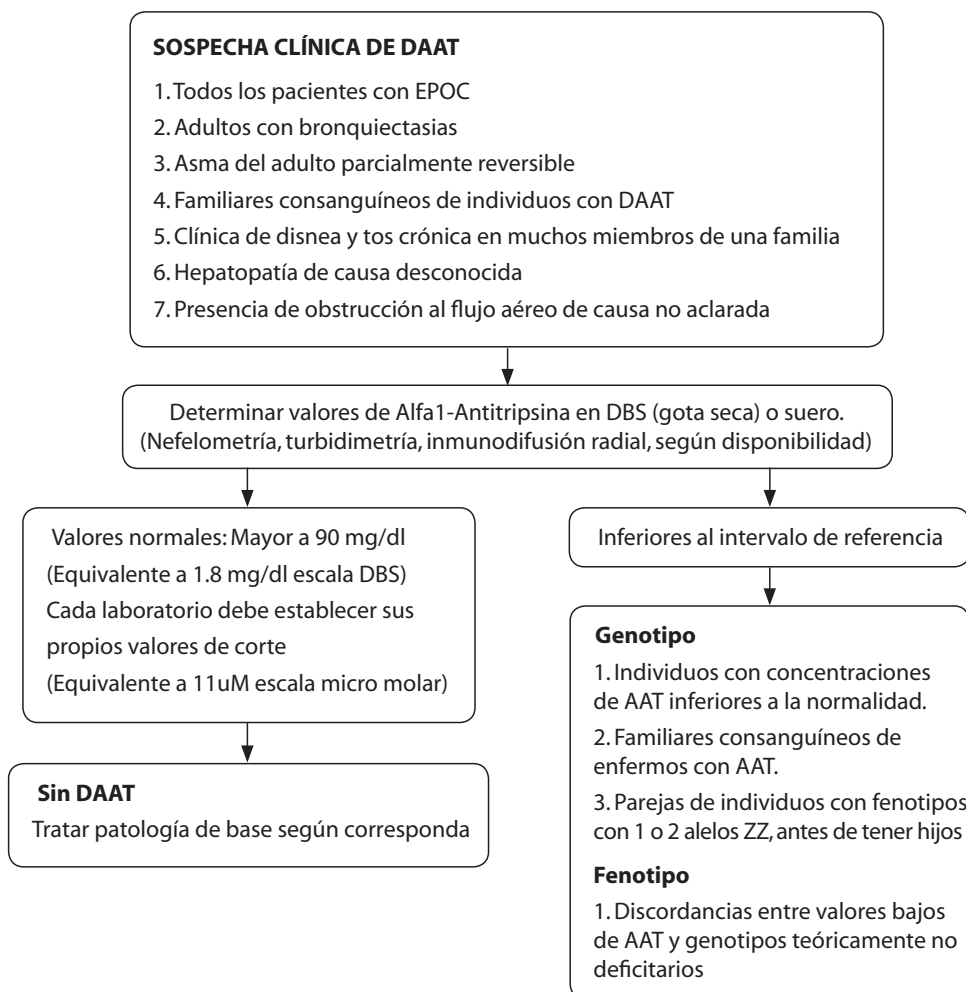 SOSPECHA CLÍNICA DE DAAT
1. Todos los pacientes con EPOC
2. Adultos con bronquiectasias
3. Asma del adulto parcialmente reversible
4. Familiares consanguíneos de individuos con DAAT
5. Clínica de disnea y tos crónica en muchos miembros de una familia
6. Hepatopatía de causa desconocida
7. Presencia de obstrucción al flujo aéreo de causa no aclarada
Determinar valores de Alfa1-Antitripsina en DBS (gota seca) o suero.
(Nefelometría, turbidimetría, inmunodifusión radial, según disponibilidad)
Valores normales: Mayor a 90 mg/dl
(Equivalente a 1.8 mg/dl escala DBS)
Cada laboratorio debe establecer sus
propios valores de corte
(Equivalente a 11uM escala micro molar)
Sin DAAT
Tratar patología de base según corresponda
Inferiores al intervalo de referencia
Genotipo
1. Individuos con concentraciones
de AAT inferiores a la normalidad.
2. Familiares consanguíneos de
enfermos con AAT.
3. Parejas de individuos con fenotipos
con 1 o 2 alelos ZZ, antes de tener hijos
Fenotipo
1. Discordancias entre valores bajos
de AAT y genotipos teóricamente no
deficitarios